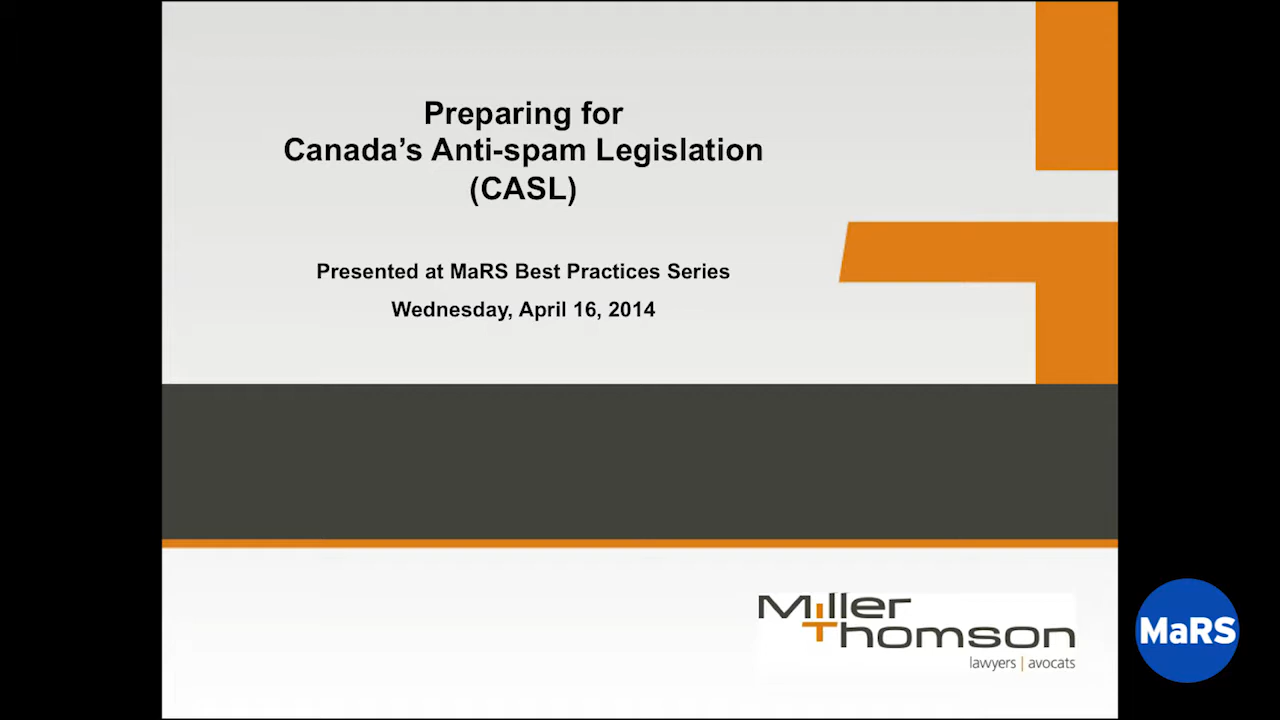 Preparing for
Canada's Anti-spam Legislation
(CASL)
Presented at MaRS Best Practices Series
Wednesday, April 16, 2014
Miller
Thomson
lawyers | avocats
MaRS